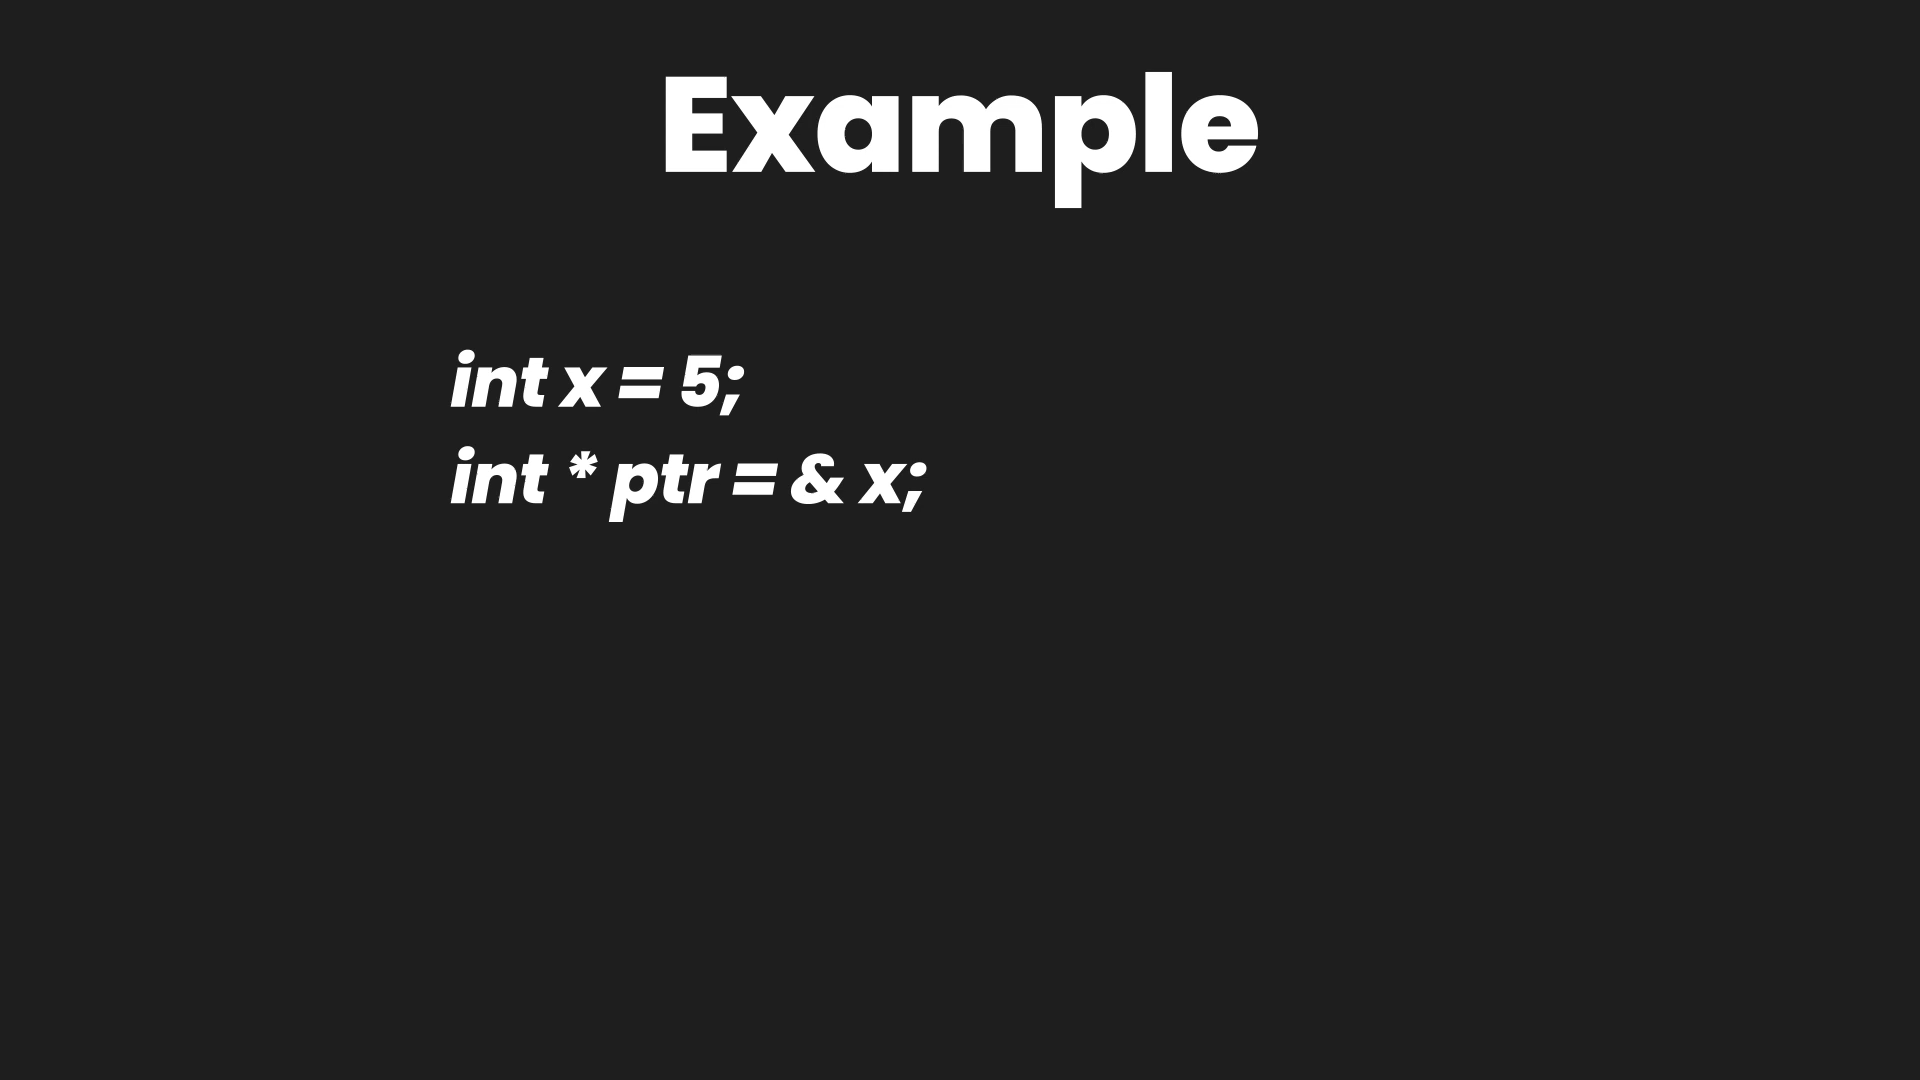 Example
int x = 5;
int * ptr = & x;